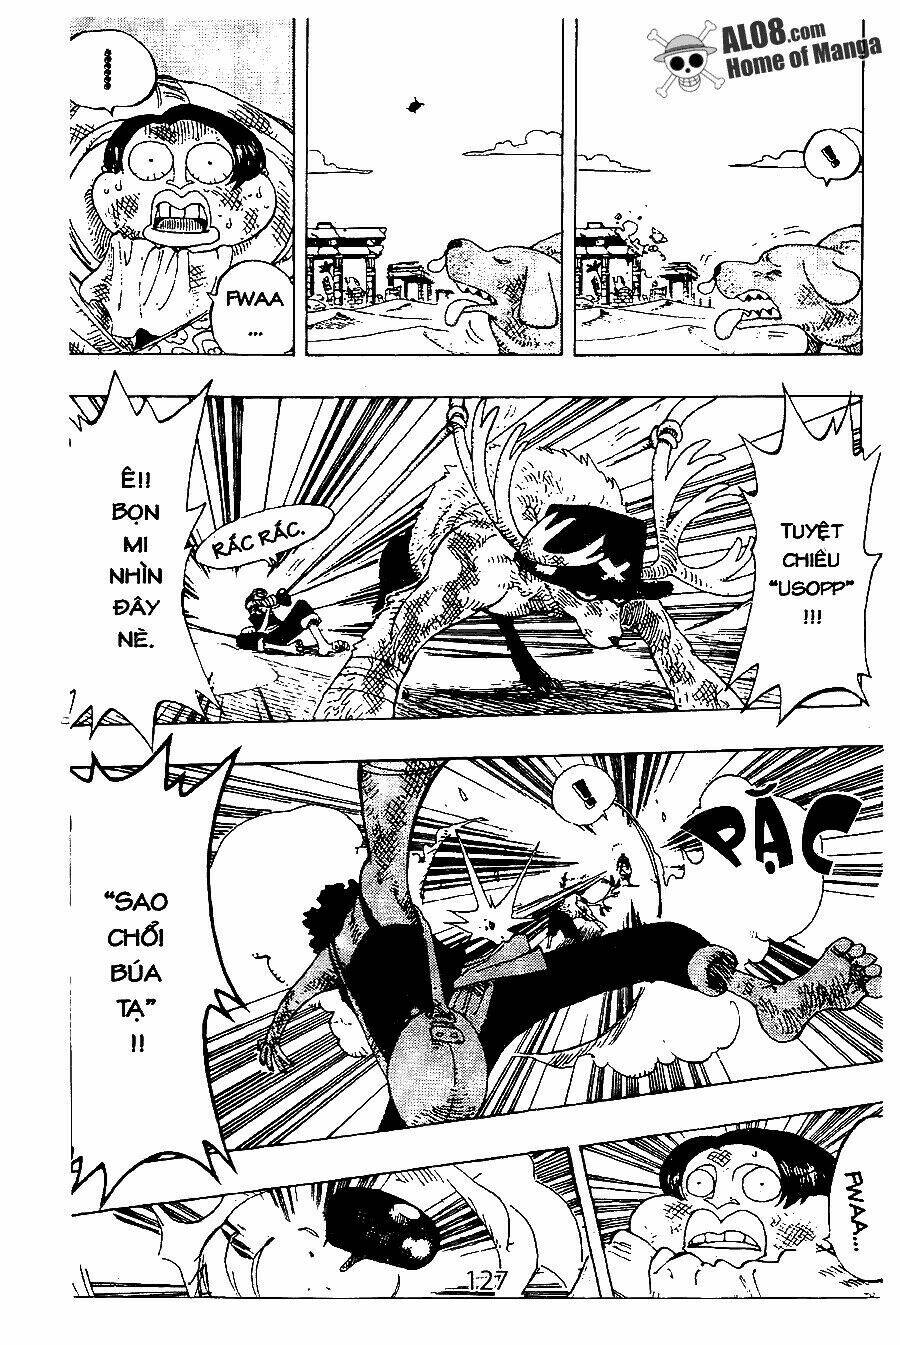 AL08.com
Home of Manga
!!
......
FWAA
...
TUYỆT
CHIÊU
"USOPP"
!!!
RẮC RẮC.
Ê!!
BỌN
MI
NHÌN
ĐÂY
NÈ.
!!
PẶC
"SAO
CHỔI
BÚA
TẠ"
!!
FWAA...
127